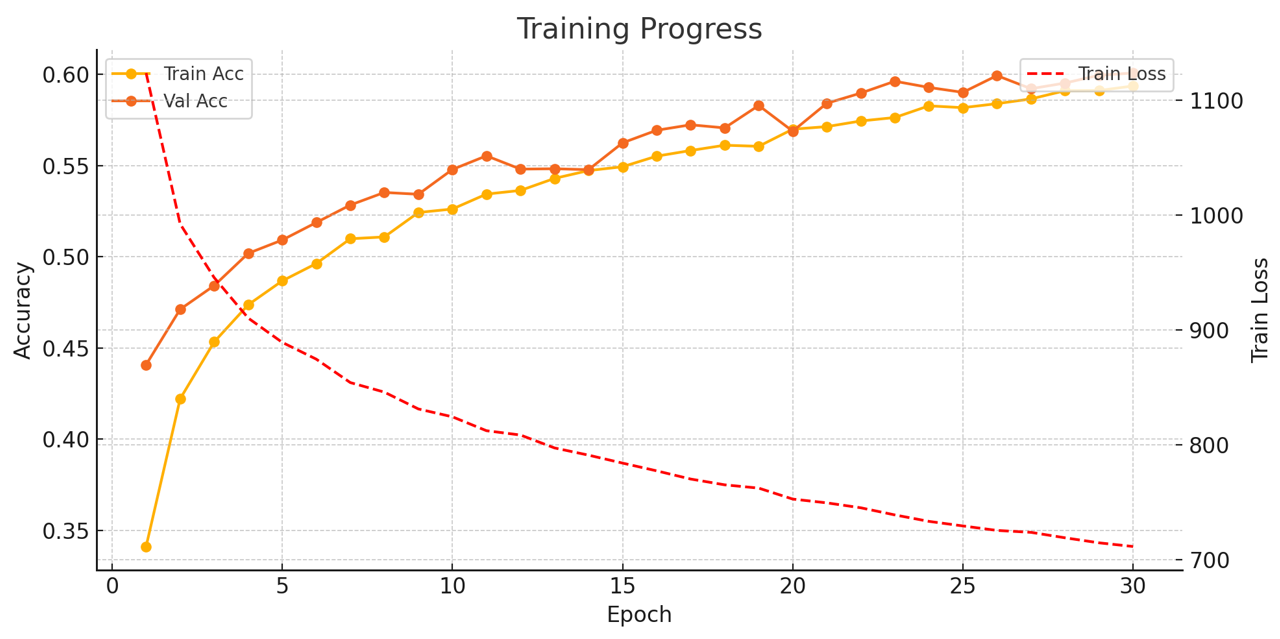 Training Progress
Train Acc
Val Acc
Train Loss
Accuracy
0.60
0.55
0.50
0.45
0.40
0.35
1100
1000
900
800
700
Train Loss
0 5 10 15 20 25 30
Epoch